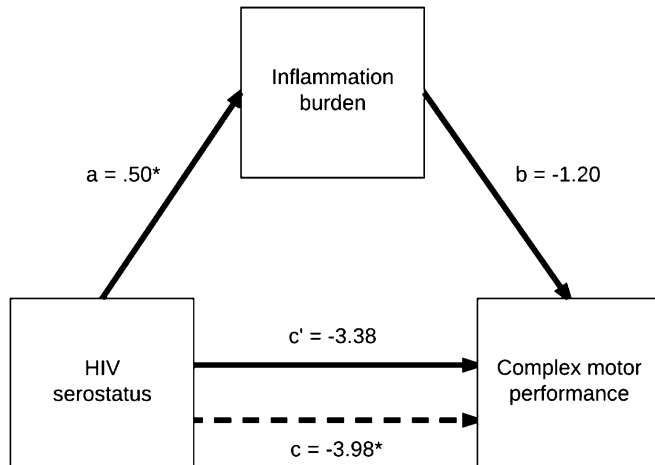 Inflammation
burden
a = .50*
b = -1.20
c' = -3.38
HIV
serostatus
Complex motor
performance
c = -3.98*